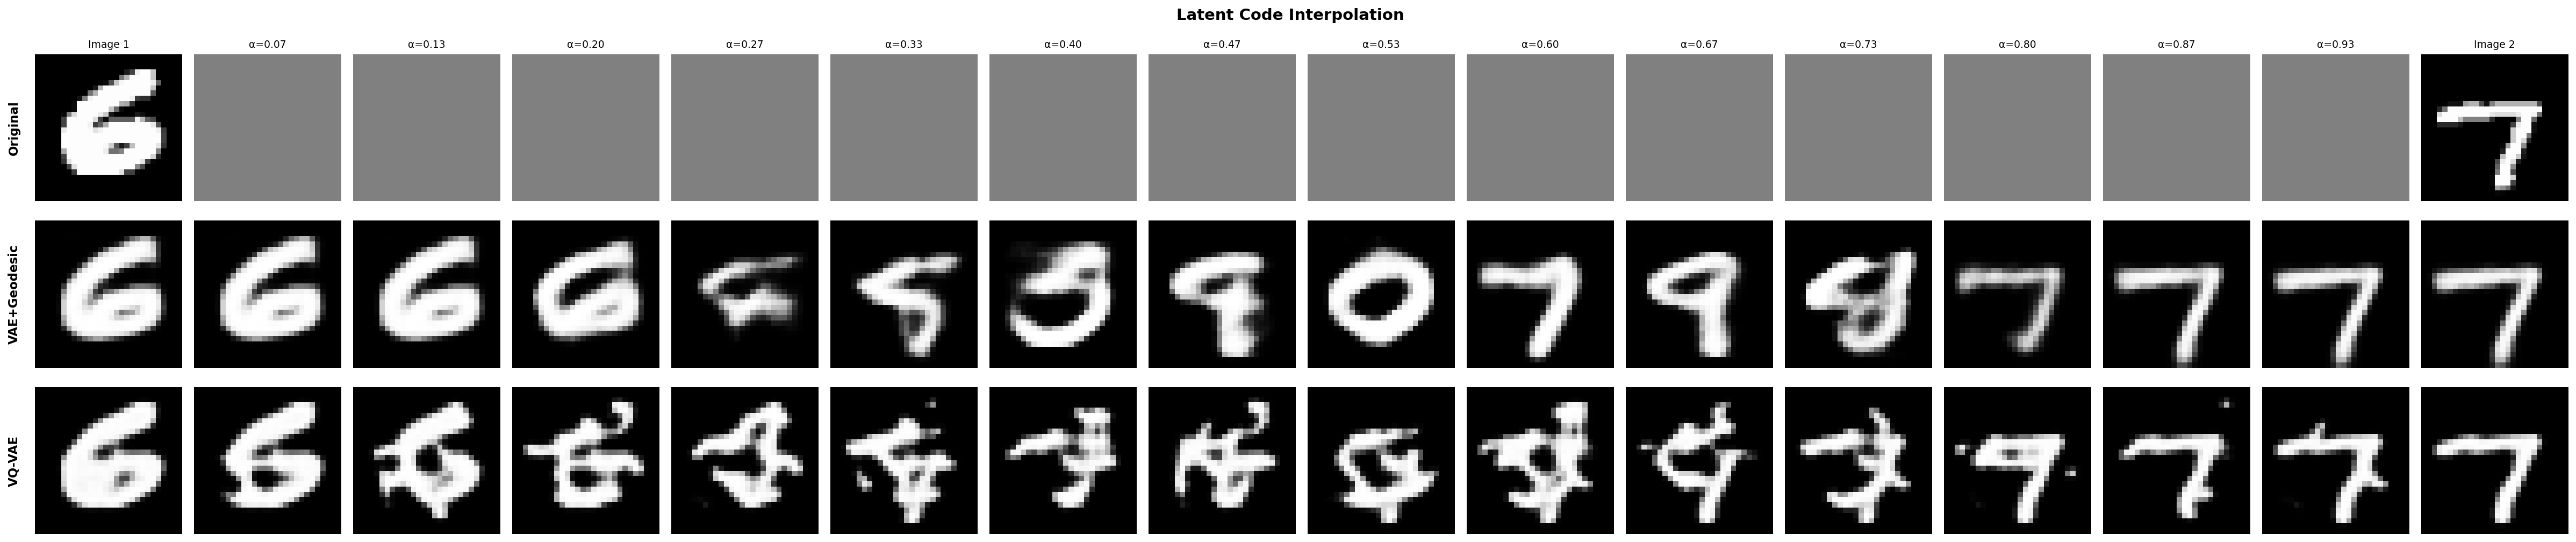 Latent Code Interpolation
Image 1 α=0.07 α=0.13 α=0.20 α=0.27 α=0.33 α=0.40 α=0.47 α=0.53 α=0.60 α=0.67 α=0.73 α=0.80 α=0.87 α=0.93 Image 2
Original
6 7
VAE+Geodesic
VQ-VAE